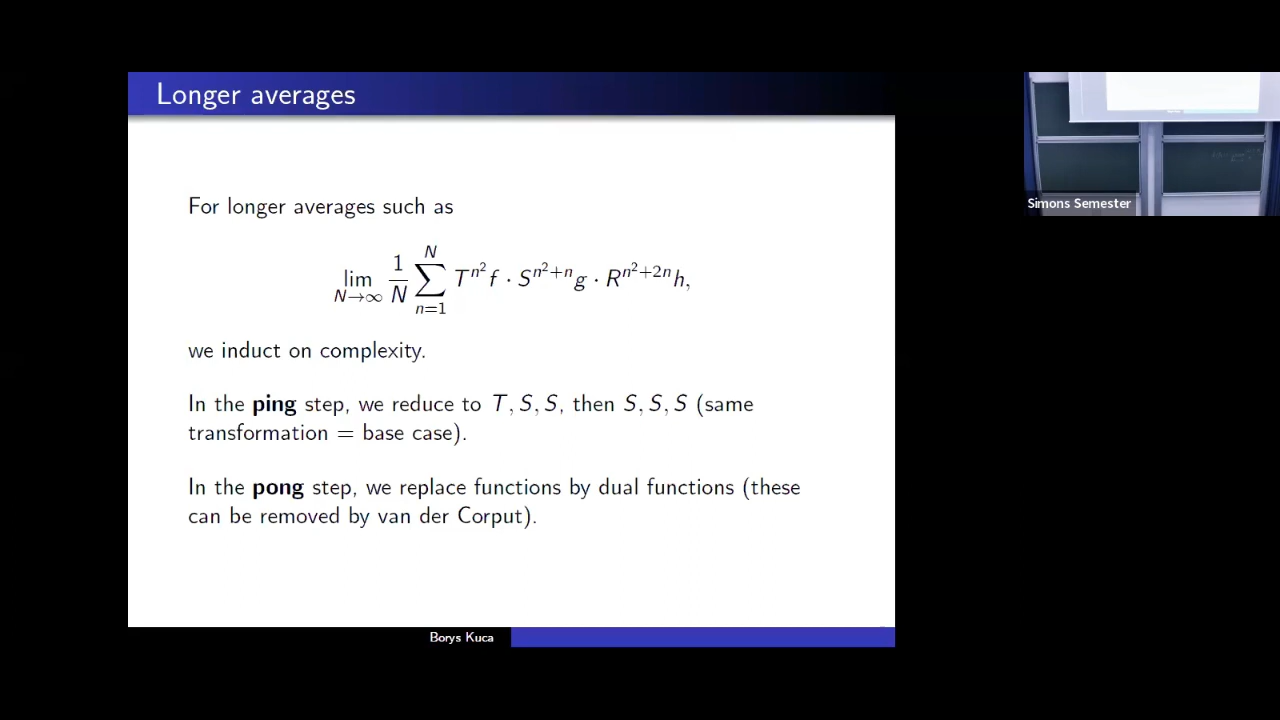 Longer averages
For longer averages such as
lim_{N→∞} 1/N ∑_{n=1}^{N} T^{n^2} f · S^{n^2+n} g · R^{n^2+2n} h,
we induct on complexity.
In the ping step, we reduce to T, S, S, then S, S, S (same
transformation = base case).
In the pong step, we replace functions by dual functions (these
can be removed by van der Corput).
Borys Kuca
Simons Semester